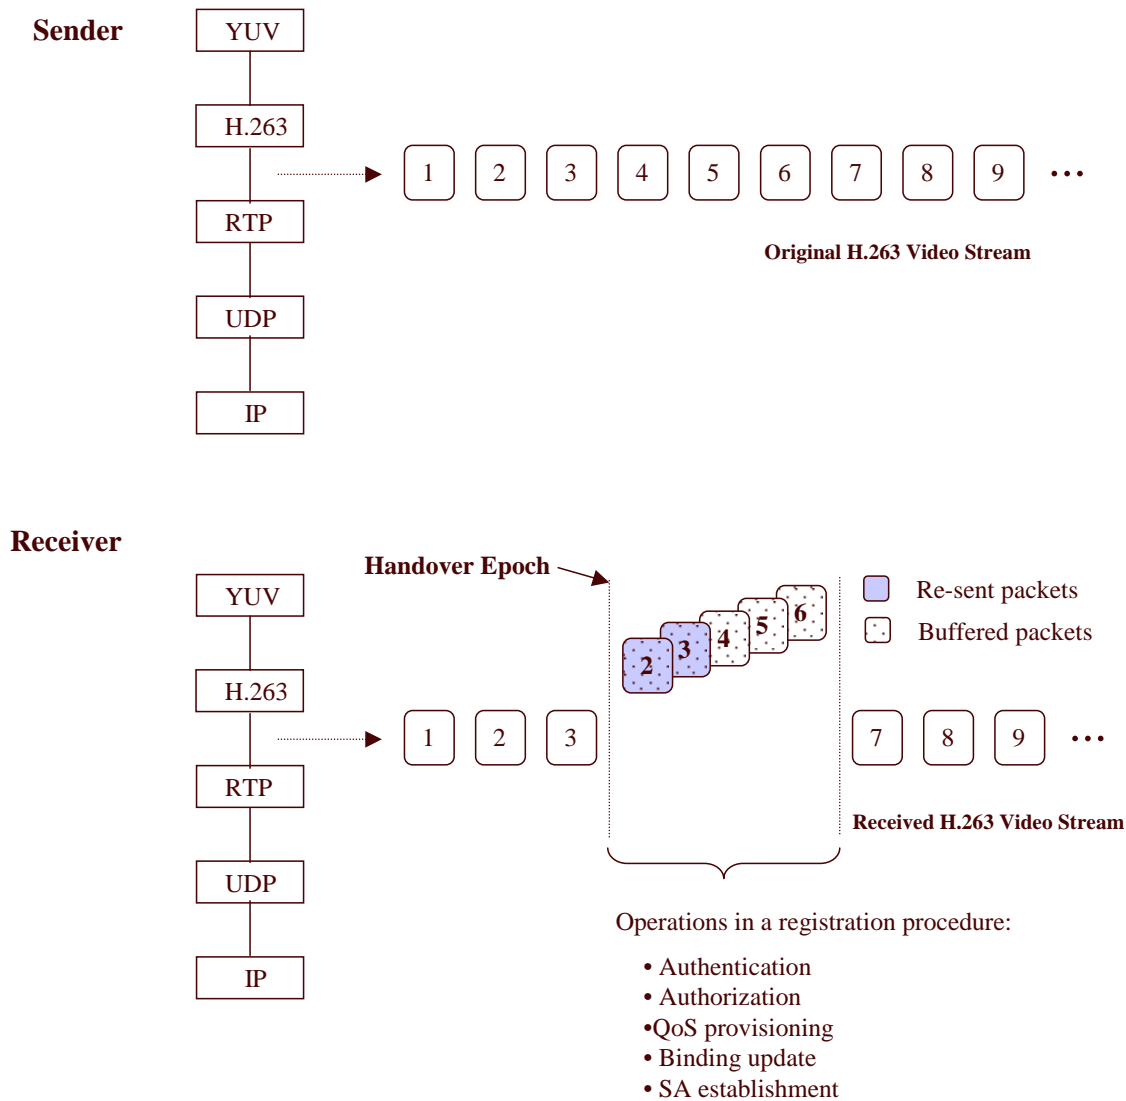 Sender
YUV
H.263
RTP
UDP
IP
1 2 3 4 5 6 7 8 9 •••
Original H.263 Video Stream
Receiver
YUV
H.263
RTP
UDP
IP
Handover Epoch
2 3 4 5 6
Re-sent packets
Buffered packets
1 2 3
7 8 9 •••
Received H.263 Video Stream
Operations in a registration procedure:
• Authentication
• Authorization
•QoS provisioning
• Binding update
• SA establishment